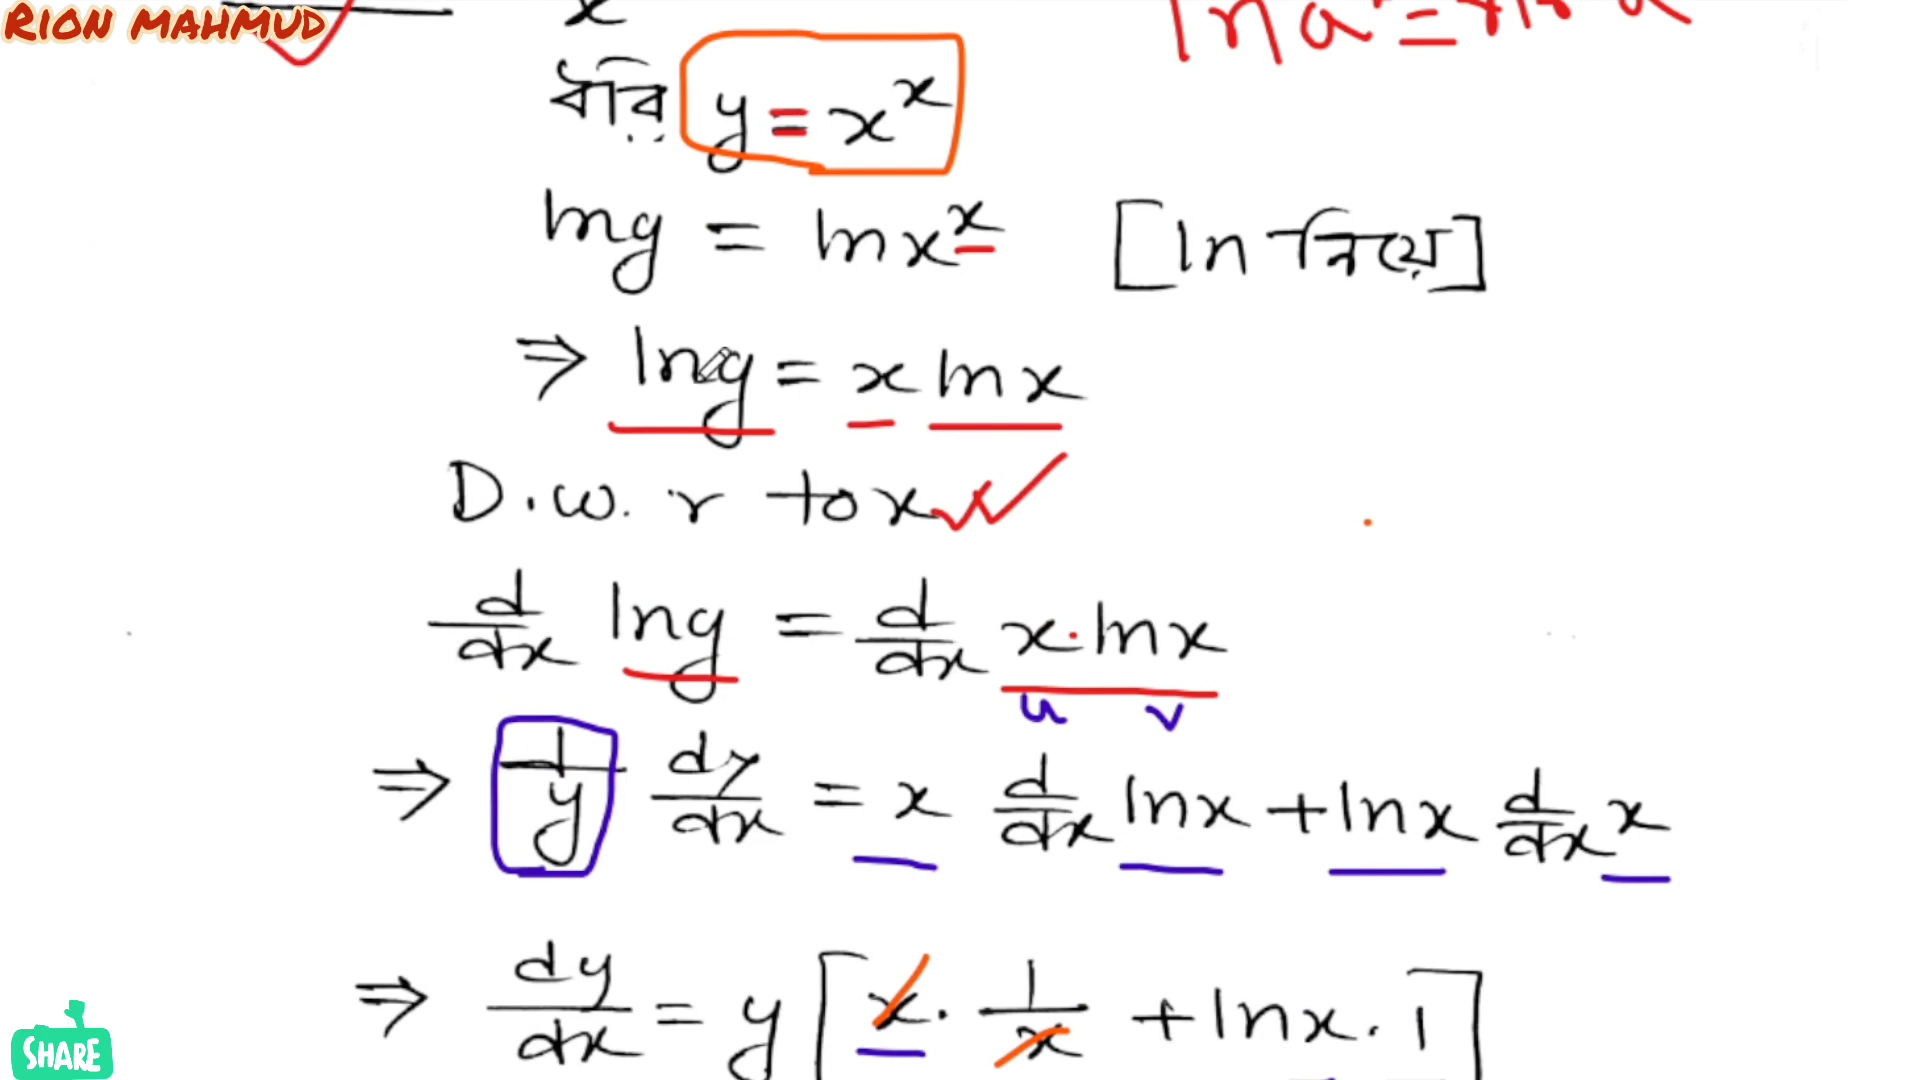 RION MAHMUD
x
ধরি y = x^x
lny = lnx^x [ln নিয়ে]
⇒ lny = x lnx
D.w. r to x
d/dx lny = d/dx x·lnx
u v
⇒ 1/y dy/dx = x d/dx lnx + lnx d/dx x
⇒ dy/dx = y [x · 1/x + lnx · 1]
SHARE